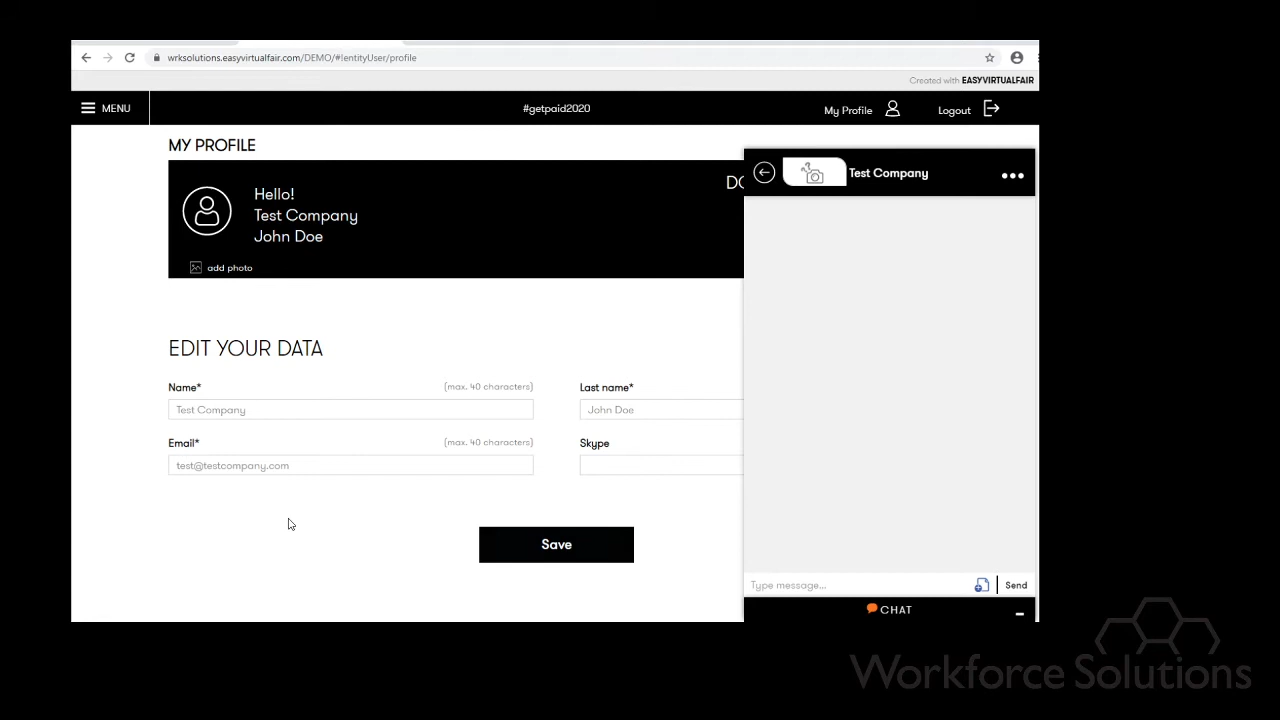 wrksolutions.easyvirtualfair.com/DEMO/#!entityUser/profile
Created with EASYVIRTUALFAIR
MENU
#getpaid2020
My Profile
Logout
MY PROFILE
Hello!
Test Company
John Doe
add photo
DO
Test Company
EDIT YOUR DATA
Name* (max. 40 characters)
Last name*
Test Company
John Doe
Email* (max. 40 characters)
Skype
test@testcompany.com
Save
Type message...
Send
CHAT
Workforce Solutions